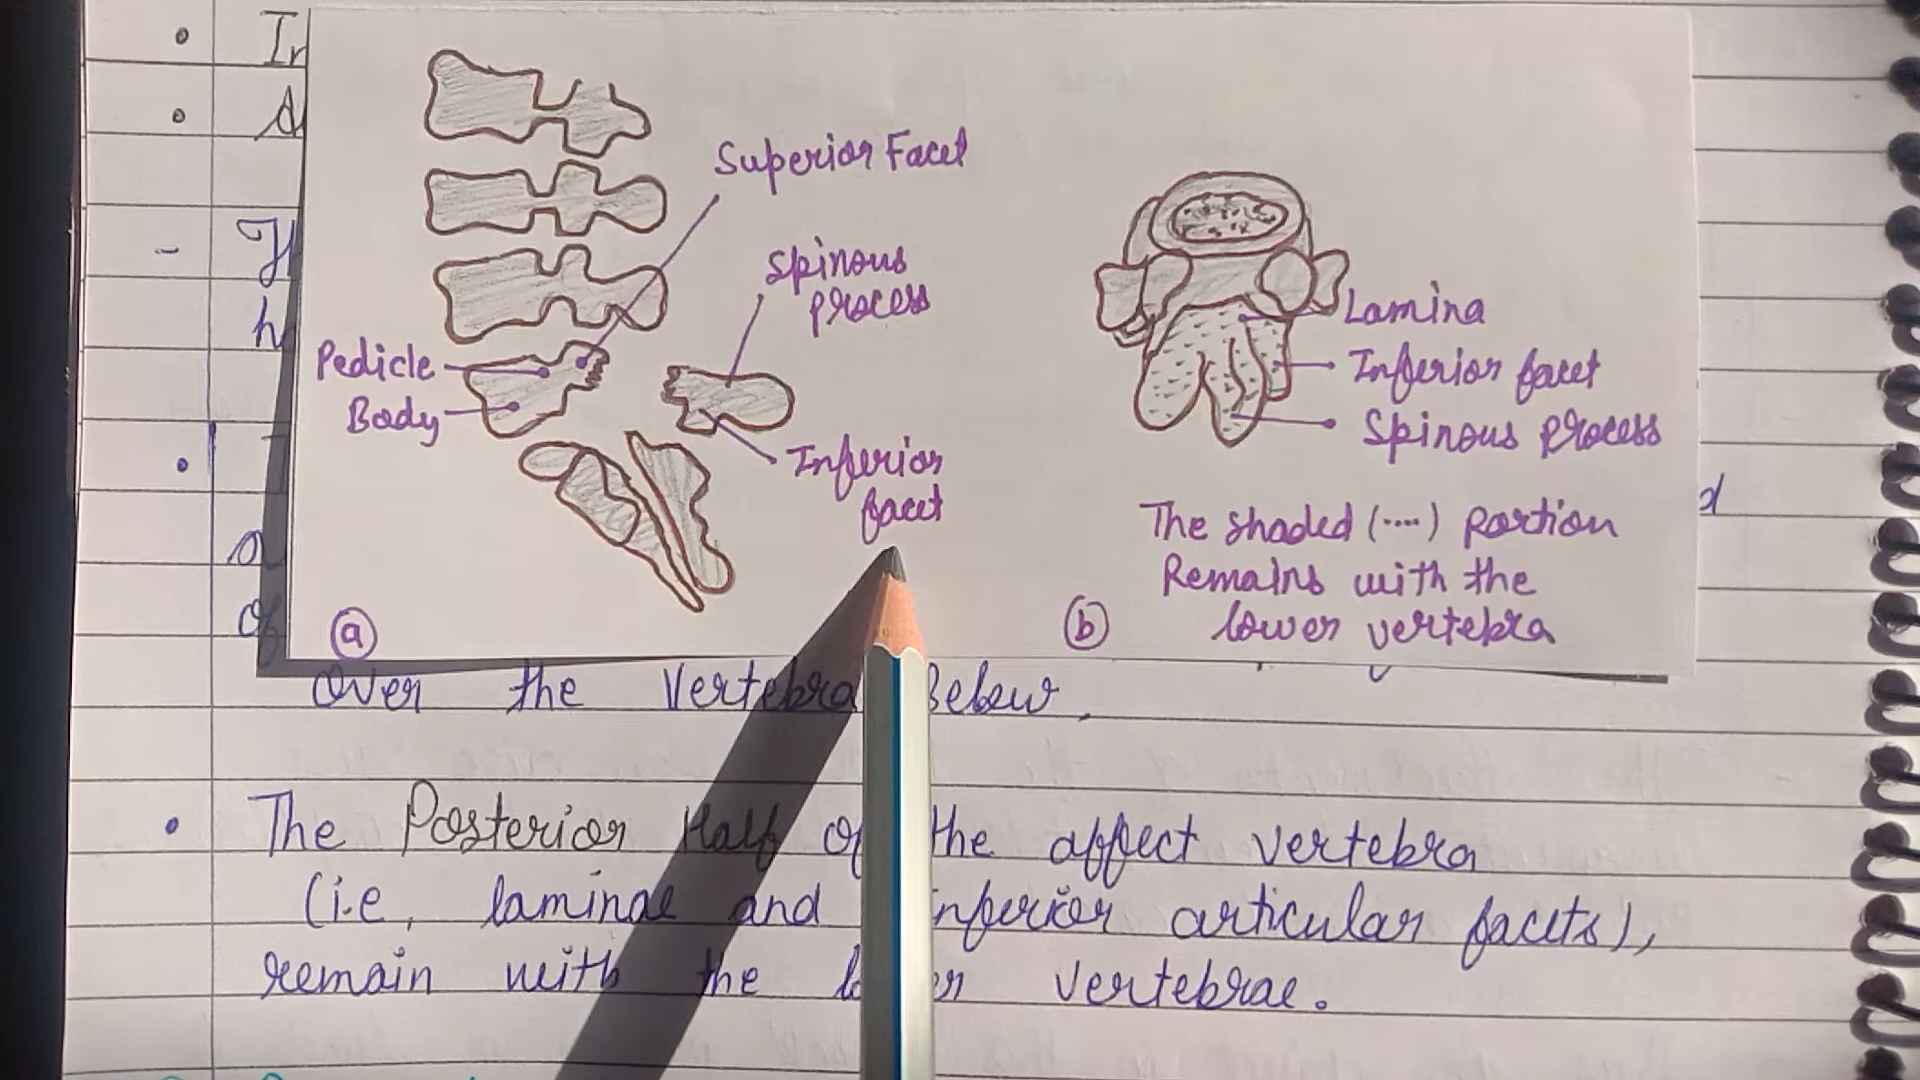 Superior Facet
Spinous
process
Pedicle
Body
Inferior
facet
Lamina
Inferior facet
Spinous process
The shaded (....) portion
Remains with the
lower vertebra
a
b
h
d
of
over the Vertebra Below.
The Posterior Half of the affect vertebra
(i.e, laminae and inferior articular facets),
remain with the vertebrae.